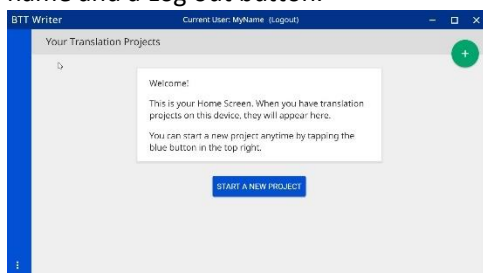 name and a Log out button.
BTT Writer Current User: MyName (Logout)
Your Translation Projects
+
Welcome!
This is your Home Screen. When you have translation
projects on this device, they will appear here.
You can start a new project anytime by tapping the
blue button in the top right.
START A NEW PROJECT